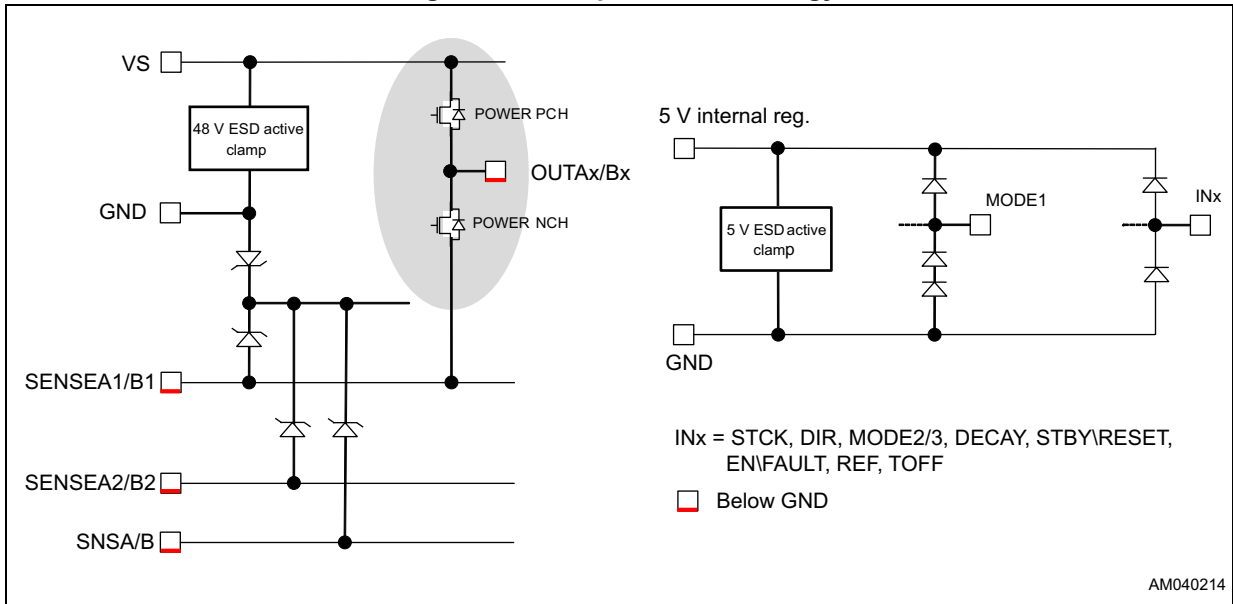 VS
48 V ESD active
clamp
POWER PCH
OUTAx/Bx
GND
POWER NCH
SENSEA1/B1
SENSEA2/B2
SNSA/B
5 V internal reg.
MODE1
INx
5 V ESD active
clamp
GND
INx = STCK, DIR, MODE2/3, DECAY, STBY\RESET,
EN\FAULT, REF, TOFF
Below GND
AM040214